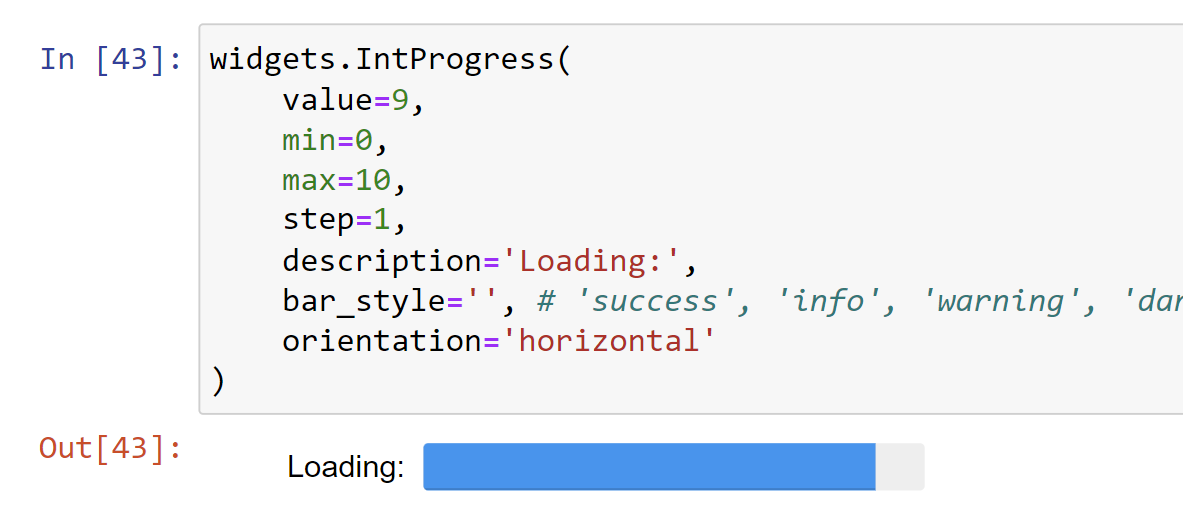 In [43]: widgets.IntProgress(
value=9,
min=0,
max=10,
step=1,
description='Loading:',
bar_style='', # 'success', 'info', 'warning',
orientation='horizontal'
)
Out[43]:
Loading: